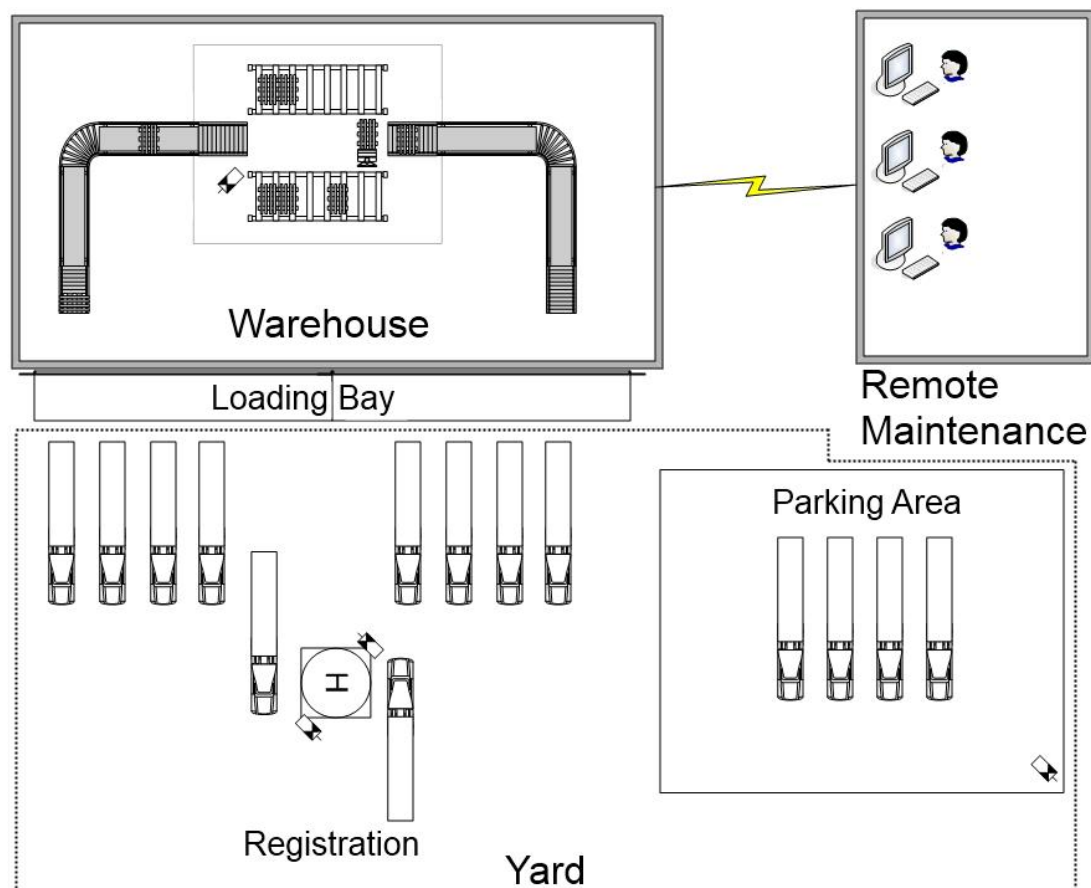 Warehouse
Loading Bay
Remote
Maintenance
Parking Area
H
Registration
Yard